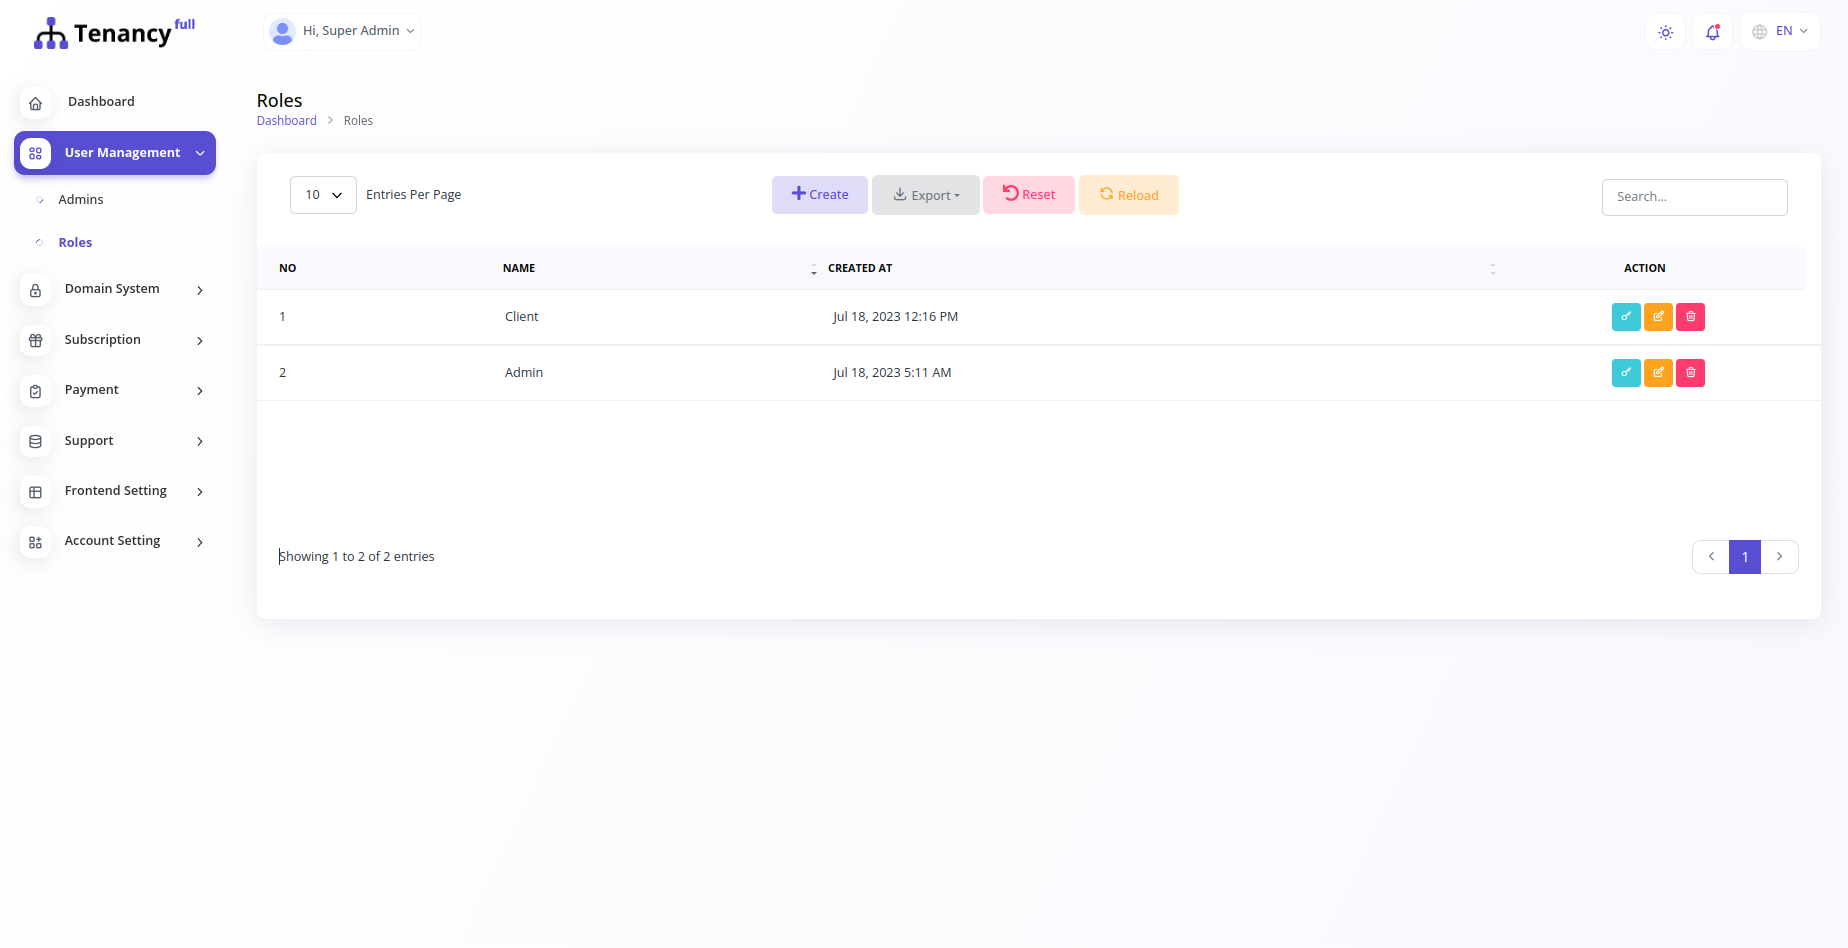 Tenancy full
Hi, Super Admin
EN
Dashboard
User Management
Admins
Roles
Domain System
Subscription
Payment
Support
Frontend Setting
Account Setting
Roles
Dashboard > Roles
10 Entries Per Page
Create
Export
Reset
Reload
Search...
NO NAME CREATED AT ACTION
1 Client Jul 18, 2023 12:16 PM
2 Admin Jul 18, 2023 5:11 AM
Showing 1 to 2 of 2 entries
1